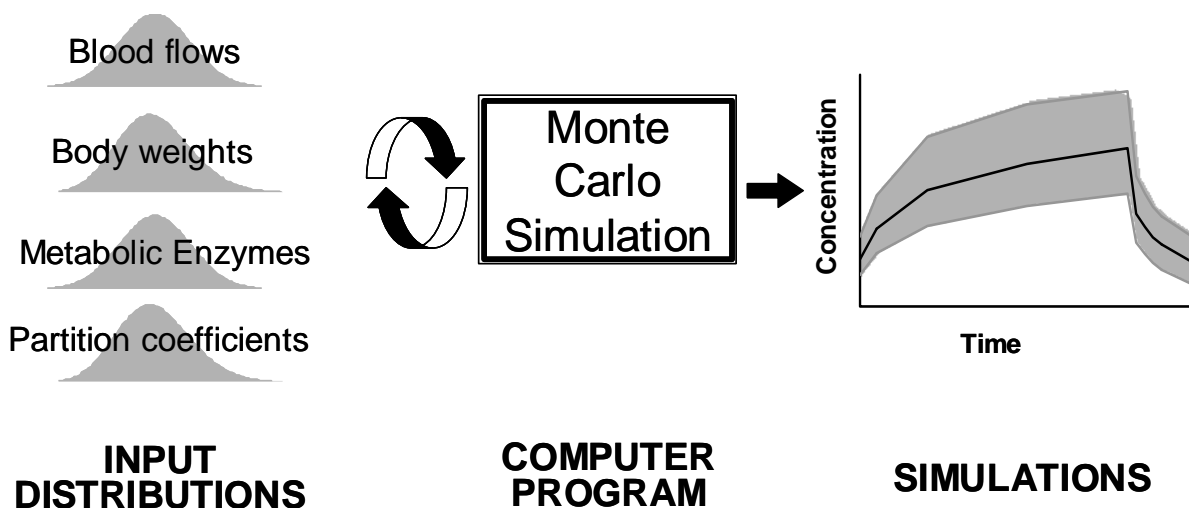 Blood flows
Body weights
Metabolic Enzymes
Partition coefficients
INPUT
DISTRIBUTIONS
Monte
Carlo
Simulation
COMPUTER
PROGRAM
Concentration
Time
SIMULATIONS